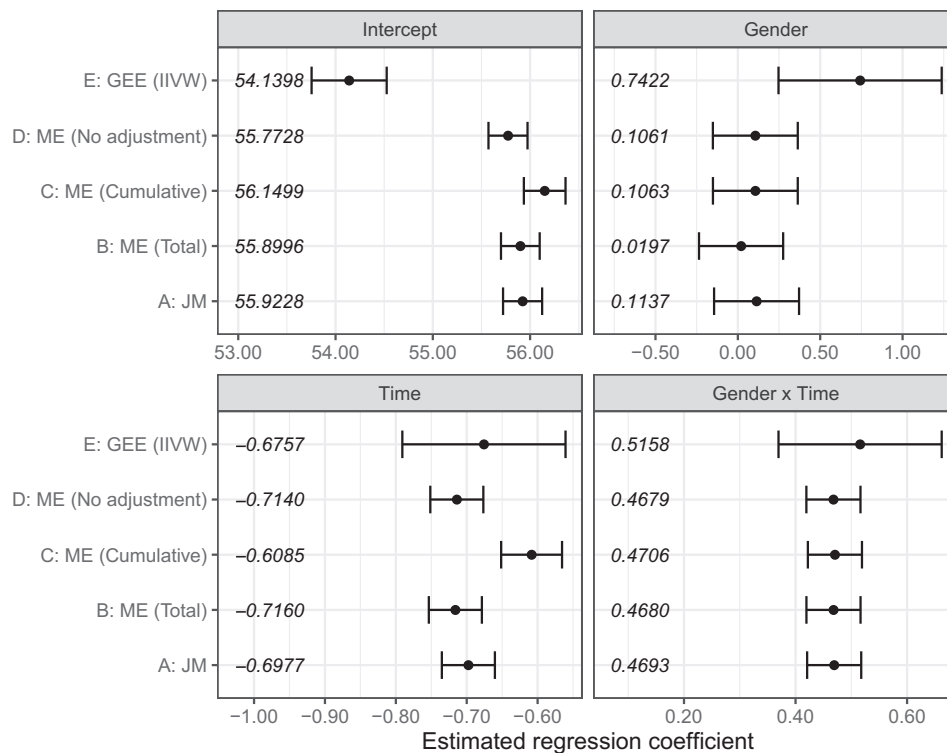 Intercept Gender
E: GEE (IIVW) 54.1398 0.7422
D: ME (No adjustment) 55.7728 0.1061
C: ME (Cumulative) 56.1499 0.1063
B: ME (Total) 55.8996 0.0197
A: JM 55.9228 0.1137
53.00 54.00 55.00 56.00 −0.50 0.00 0.50 1.00
Time Gender x Time
E: GEE (IIVW) −0.6757 0.5158
D: ME (No adjustment) −0.7140 0.4679
C: ME (Cumulative) −0.6085 0.4706
B: ME (Total) −0.7160 0.4680
A: JM −0.6977 0.4693
−1.00 −0.90 −0.80 −0.70 −0.60 0.20 0.40 0.60
Estimated regression coefficient